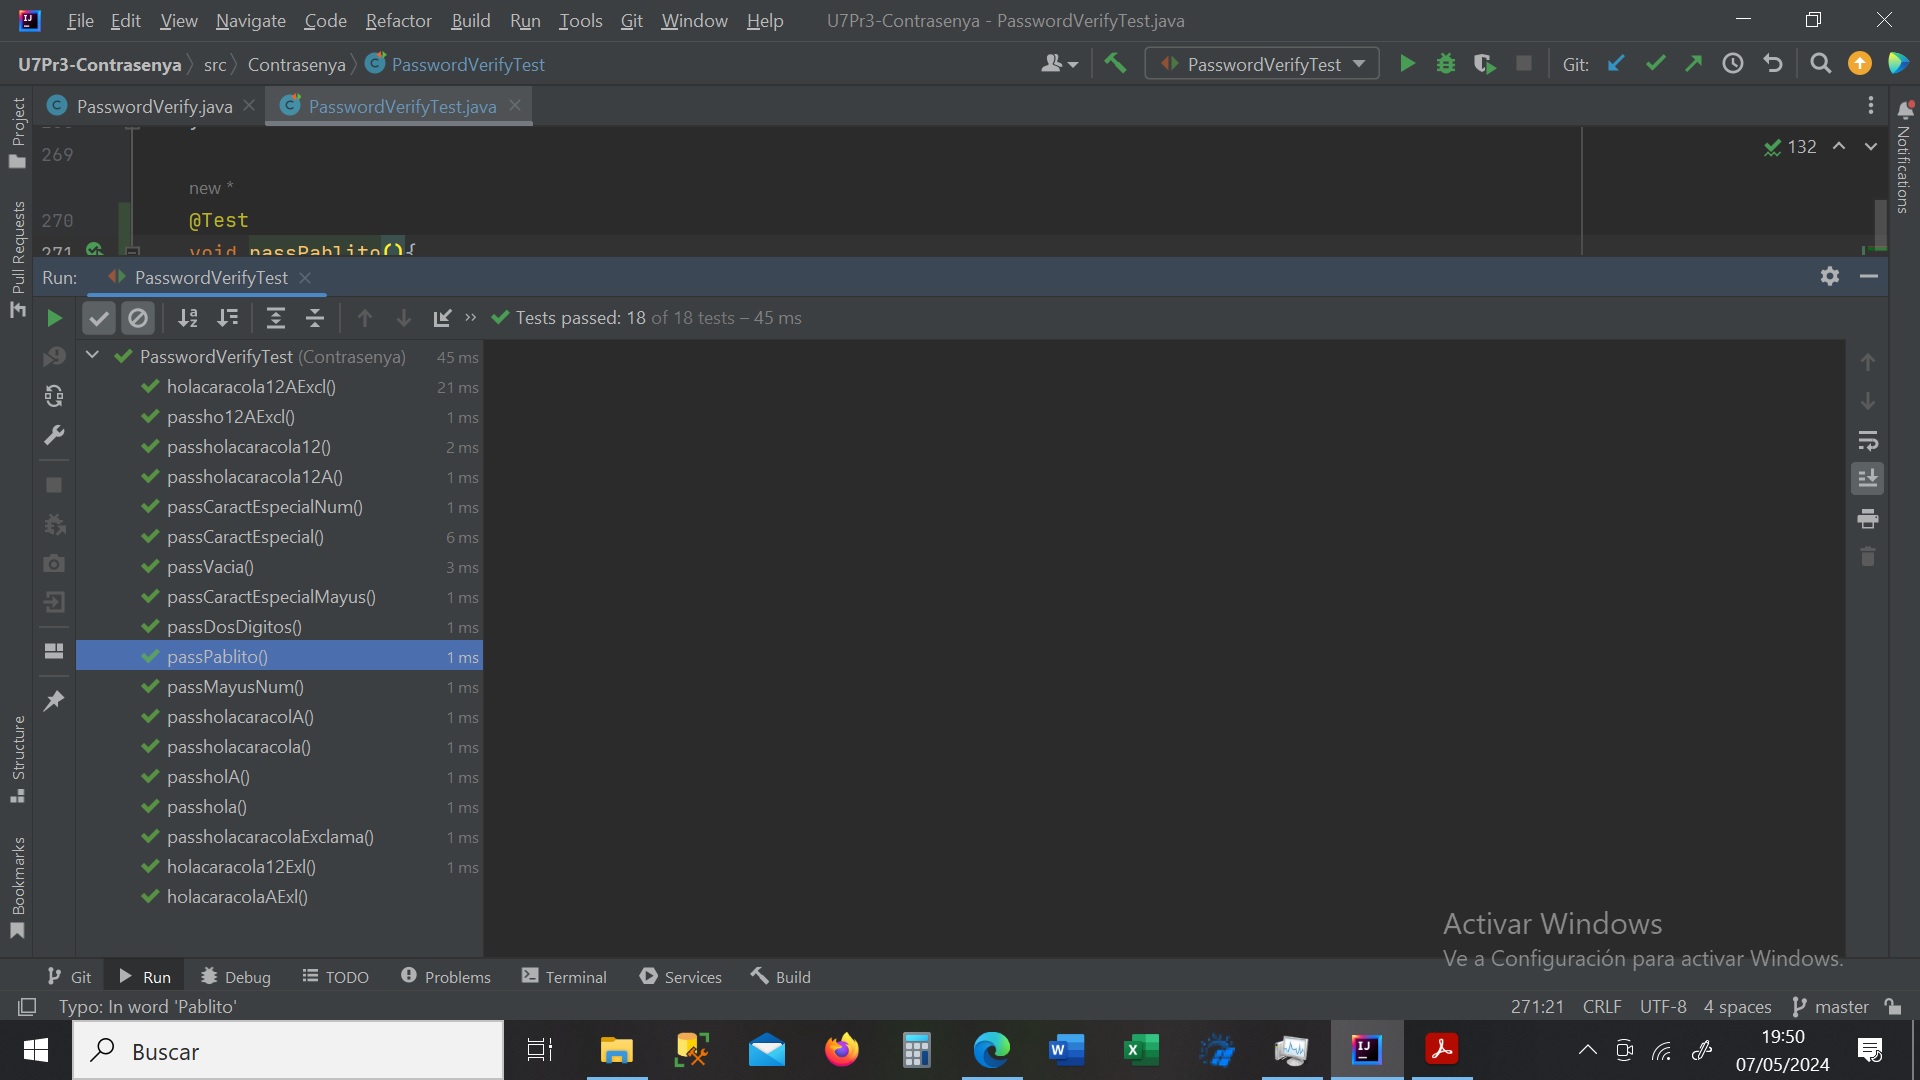 File Edit View Navigate Code Refactor Build Run Tools Git Window Help U7Pr3-Contrasenya - PasswordVerifyTest.java
U7Pr3-Contrasenya src Contrasenya PasswordVerifyTest PasswordVerifyTest Git:
PasswordVerify.java PasswordVerifyTest.java
Project
Pull Requests
Structure
Bookmarks
Notifications
269
132
new *
270 @Test
271 void passPablito(){
Run: PasswordVerifyTest
Tests passed: 18 of 18 tests – 45 ms
PasswordVerifyTest (Contrasenya) 45 ms
holacaracola12AExcl() 21 ms
passho12AExcl() 1 ms
passholacaracola12() 2 ms
passholacaracola12A() 1 ms
passCaractEspecialNum() 1 ms
passCaractEspecial() 6 ms
passVacia() 3 ms
passCaractEspecialMayus() 1 ms
passDosDigitos() 1 ms
passPablito() 1 ms
passMayusNum() 1 ms
passholacaracolA() 1 ms
passholacaracola() 1 ms
passholA() 1 ms
passhola() 1 ms
passholacaracolaExclama() 1 ms
holacaracola12Exl() 1 ms
holacaracolaAExl()
Activar Windows
Ve a Configuración para activar Windows.
Git Run Debug TODO Problems Terminal Services Build
Typo: In word 'Pablito' 271:21 CRLF UTF-8 4 spaces master
Buscar
19:50
07/05/2024